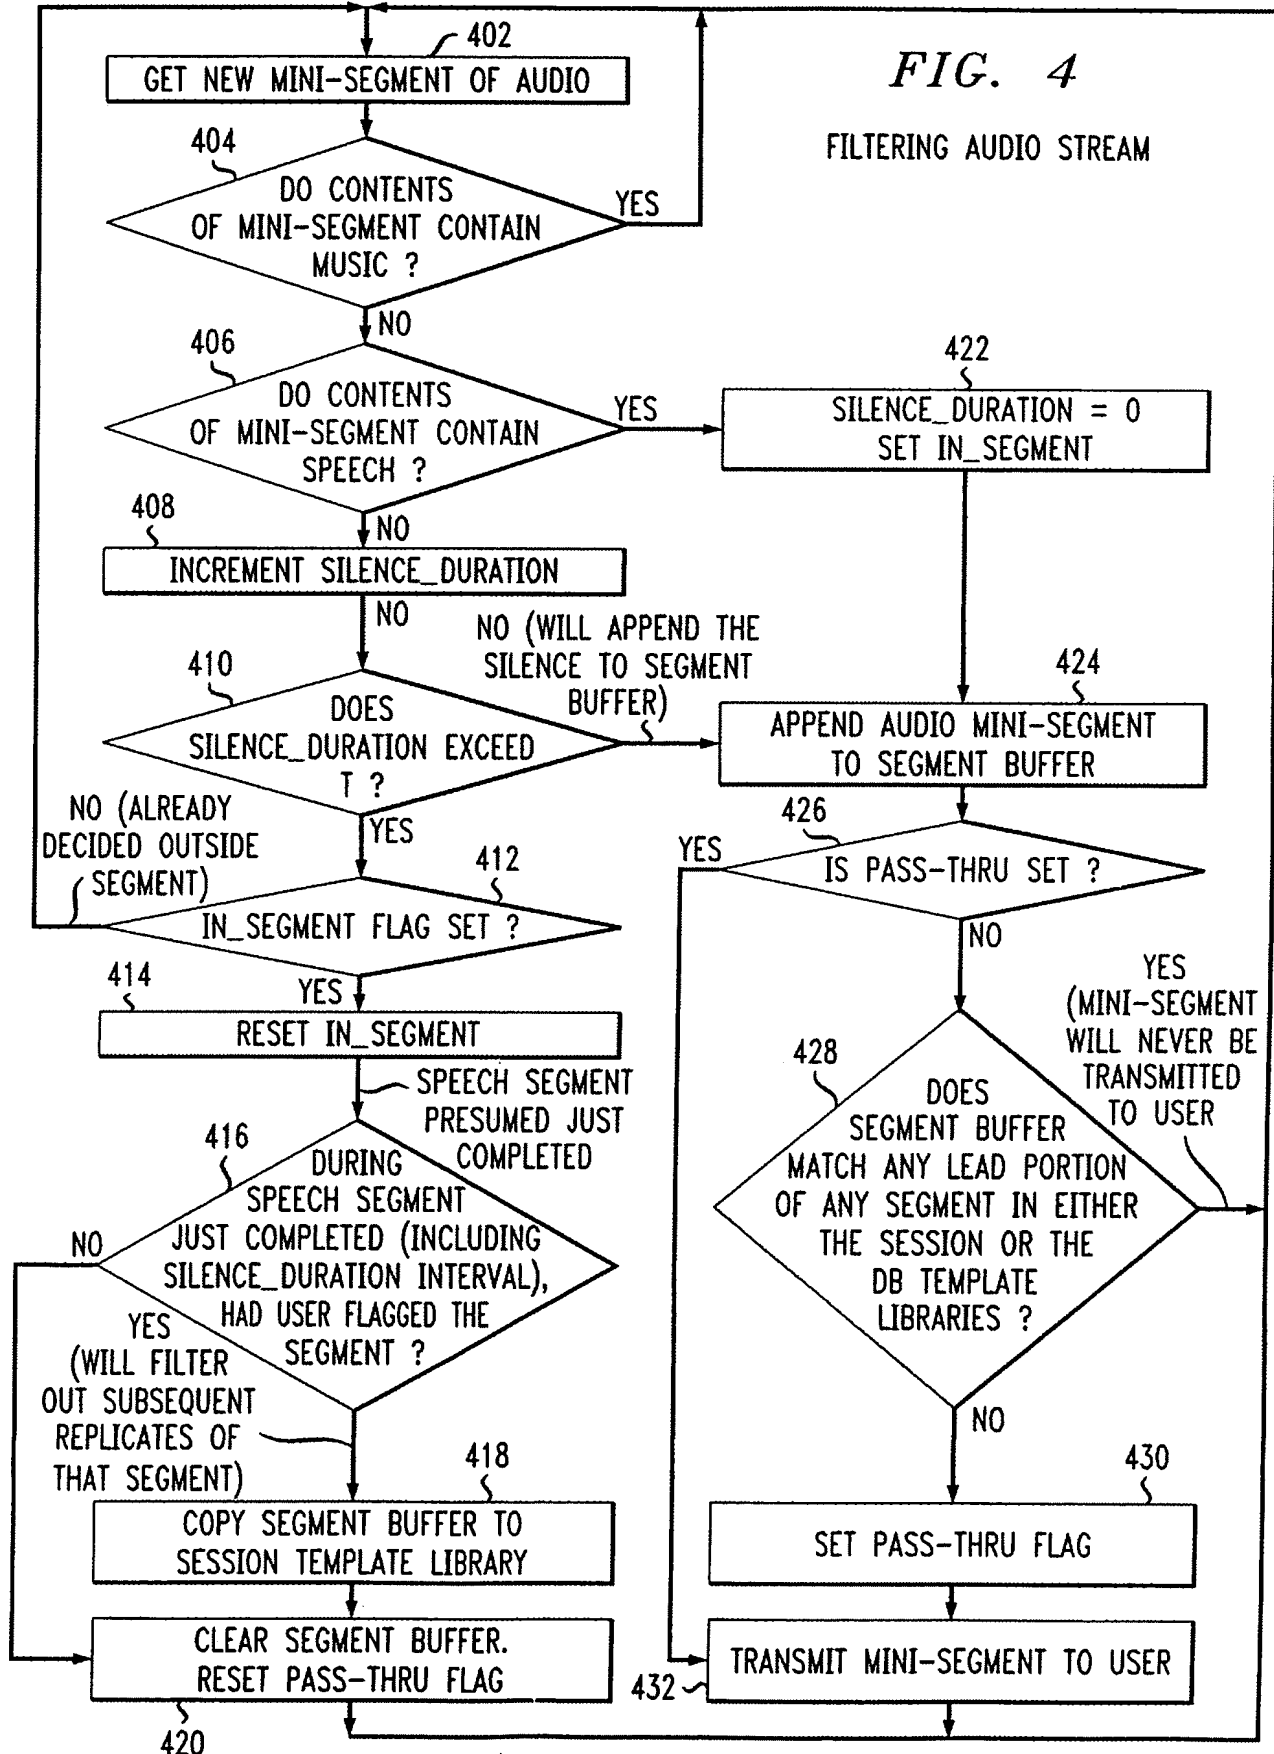 402
GET NEW MINI-SEGMENT OF AUDIO
FIG. 4
FILTERING AUDIO STREAM
404
DO CONTENTS
OF MINI-SEGMENT CONTAIN
MUSIC ?
YES
NO
406
DO CONTENTS
OF MINI-SEGMENT CONTAIN
SPEECH ?
YES
422
SILENCE_DURATION = 0
SET IN_SEGMENT
NO
408
INCREMENT SILENCE_DURATION
NO
NO (WILL APPEND THE
SILENCE TO SEGMENT
BUFFER)
410
DOES
SILENCE_DURATION EXCEED
T ?
424
APPEND AUDIO MINI-SEGMENT
TO SEGMENT BUFFER
NO (ALREADY
DECIDED OUTSIDE
SEGMENT)
YES
412
IN_SEGMENT FLAG SET ?
426
YES
IS PASS-THRU SET ?
NO
414
YES
RESET IN_SEGMENT
SPEECH SEGMENT
PRESUMED JUST
COMPLETED
YES
(MINI-SEGMENT
WILL NEVER BE
TRANSMITTED
TO USER
428
DOES
SEGMENT BUFFER
MATCH ANY LEAD PORTION
OF ANY SEGMENT IN EITHER
THE SESSION OR THE
DB TEMPLATE
LIBRARIES ?
416
DURING
SPEECH SEGMENT
JUST COMPLETED (INCLUDING
SILENCE_DURATION INTERVAL),
HAD USER FLAGGED THE
SEGMENT ?
NO
YES
(WILL FILTER
OUT SUBSEQUENT
REPLICATES OF
THAT SEGMENT)
NO
418
COPY SEGMENT BUFFER TO
SESSION TEMPLATE LIBRARY
430
SET PASS-THRU FLAG
CLEAR SEGMENT BUFFER.
RESET PASS-THRU FLAG
420
TRANSMIT MINI-SEGMENT TO USER
432